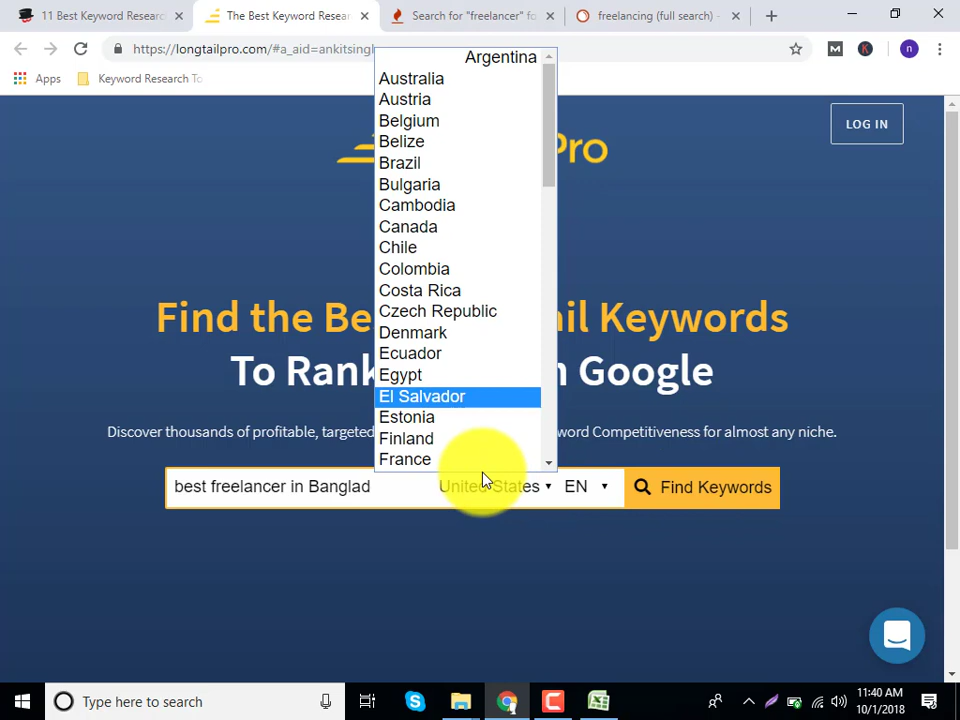 11 Keyword Researc
The Best Keyword Resear
Search for "freelancer" fo
freelancing (full search) -
https://longtailpro.com/#a_aid=ankitsingl
Apps
Keyword Research To
LOG IN
Pro
Argentina
Australia
Austria
Belgium
Belize
Brazil
Bulgaria
Cambodia
Canada
Chile
Colombia
Costa Rica
Czech Republic
Denmark
Ecuador
Egypt
El Salvador
Estonia
Finland
France
Find the Be il Keywords
To Rank n Google
Discover thousands of profitable, targeted word Competitiveness for almost any niche.
best freelancer in Banglad
United States
EN
Find Keywords
Type here to search
11:40 AM
10/1/2018